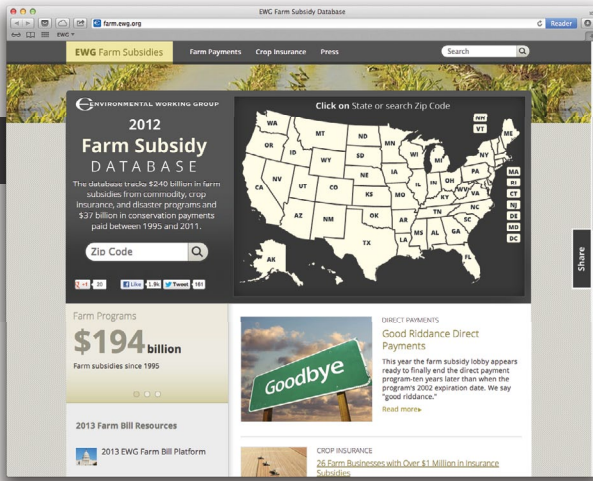 EWG Farm Subsidy Database
farm.ewg.org
Reader
EWG
EWG Farm Subsidies
Farm Payments
Crop Insurance
Press
Search
ENVIRONMENTAL WORKING GROUP
2012
Farm Subsidy
DATABASE
The database tracks $240 billion in farm
subsidies from commodity, crop
insurance, and disaster programs and
$37 billion in conservation payments
paid between 1995 and 2011.
Zip Code
+1 20
Like 1.9k
Tweet 161
Click on State or search Zip Code
WA
OR
CA
NV
ID
MT
WY
UT
AZ
CO
NM
ND
SD
NE
KS
OK
TX
MN
IA
MO
AR
LA
WI
IL
MI
IN
OH
KY
TN
MS
AL
GA
FL
SC
NC
VA
WV
PA
NY
ME
NH
VT
MA
RI
CT
NJ
DE
MD
DC
AK
HI
Share
Farm Programs
$194 billion
Farm subsidies since 1995
2013 Farm Bill Resources
2013 EWG Farm Bill Platform
Goodbye
DIRECT PAYMENTS
Good Riddance Direct
Payments
This year the farm subsidy lobby appears
ready to finally end the direct payment
program-ten years later than when the
program's 2002 expiration date. We say
"good riddance."
Read more
CROP INSURANCE
26 Farm Businesses with Over $1 Million in Insurance
Subsidies